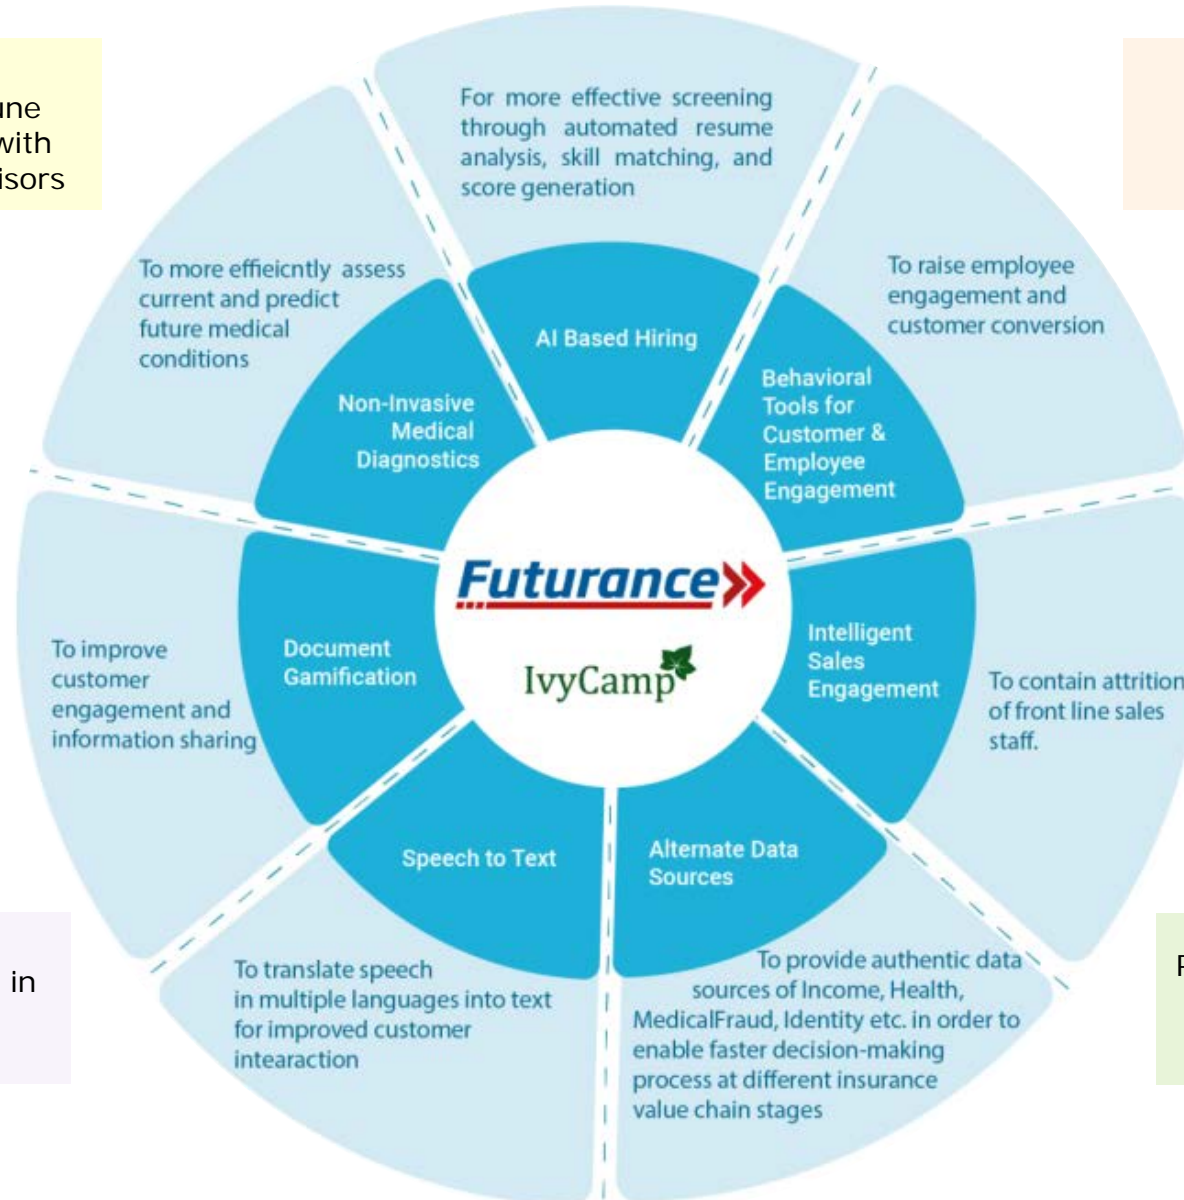 une
with
isors
For more effective screening
through automated resume
analysis, skill matching, and
score generation
To more effieicntly assess
current and predict
future medical
conditions
To raise employee
engagement and
customer conversion
AI Based Hiring
Non-Invasive
Medical
Diagnostics
Behavioral
Tools for
Customer &
Employee
Engagement
Futurance
IvyCamp
Document
Gamification
Intelligent
Sales
Engagement
To improve
customer
engagement and
information sharing
To contain attrition
of front line sales
staff.
Speech to Text
Alternate Data
Sources
in
To translate speech
in multiple languages into text
for improved customer
intearaction
To provide authentic data
sources of Income, Health,
MedicalFraud, Identity etc. in order to
enable faster decision-making
process at different insurance
value chain stages
P